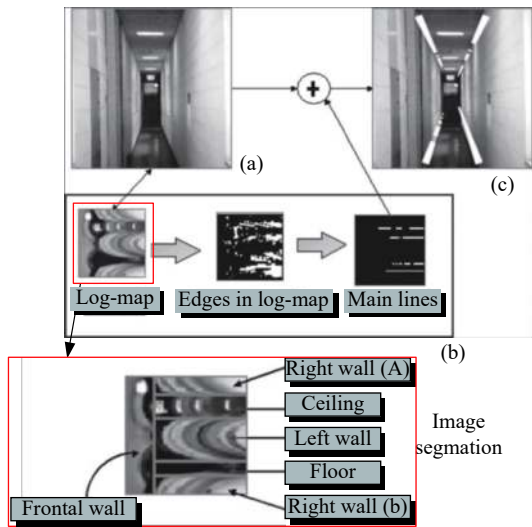 (a)
(c)
Log-map
Edges in log-map
Main lines
(b)
Right wall (A)
Ceiling
Left wall
Floor
Right wall (b)
Frontal wall
Image
segmation